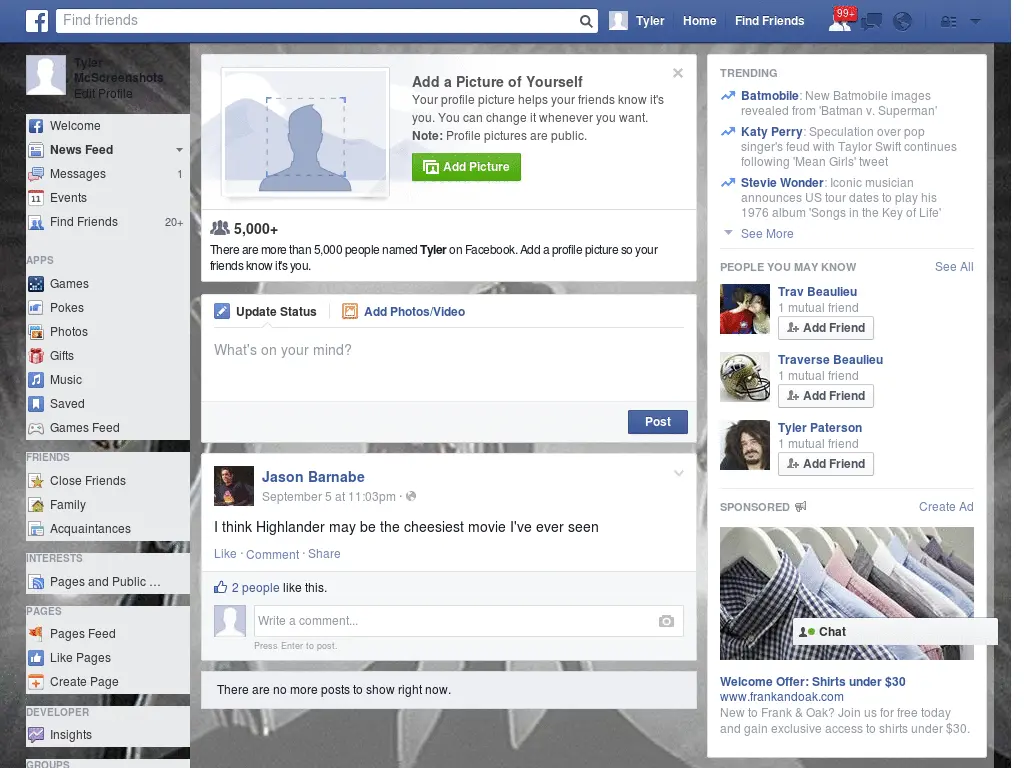 Find friends
Tyler
Home
Find Friends
99+
Tyler
McScreenshots
Edit Profile
Welcome
News Feed
Messages 1
11 Events
Find Friends 20+
APPS
Games
Pokes
Photos
Gifts
Music
Saved
Games Feed
FRIENDS
Close Friends
Family
Acquaintances
INTERESTS
Pages and Public ...
PAGES
Pages Feed
Like Pages
Create Page
DEVELOPER
Insights
GROUPS
Add a Picture of Yourself
Your profile picture helps your friends know it's
you. You can change it whenever you want.
Note: Profile pictures are public.
Add Picture
5,000+
There are more than 5,000 people named Tyler on Facebook. Add a profile picture so your
friends know it's you.
Update Status
Add Photos/Video
What's on your mind?
Post
Jason Barnabe
September 5 at 11:03pm ·
I think Highlander may be the cheesiest movie I've ever seen
Like · Comment · Share
2 people like this.
Write a comment...
Press Enter to post.
There are no more posts to show right now.
TRENDING
Batmobile: New Batmobile images
revealed from 'Batman v. Superman'
Katy Perry: Speculation over pop
singer's feud with Taylor Swift continues
following 'Mean Girls' tweet
Stevie Wonder: Iconic musician
announces US tour dates to play his
1976 album 'Songs in the Key of Life'
See More
PEOPLE YOU MAY KNOW See All
Trav Beaulieu
1 mutual friend
Add Friend
Traverse Beaulieu
1 mutual friend
Add Friend
Tyler Paterson
1 mutual friend
Add Friend
SPONSORED Create Ad
Chat
Welcome Offer: Shirts under $30
www.frankandoak.com
New to Frank & Oak? Join us for free today
and gain exclusive access to shirts under $30.